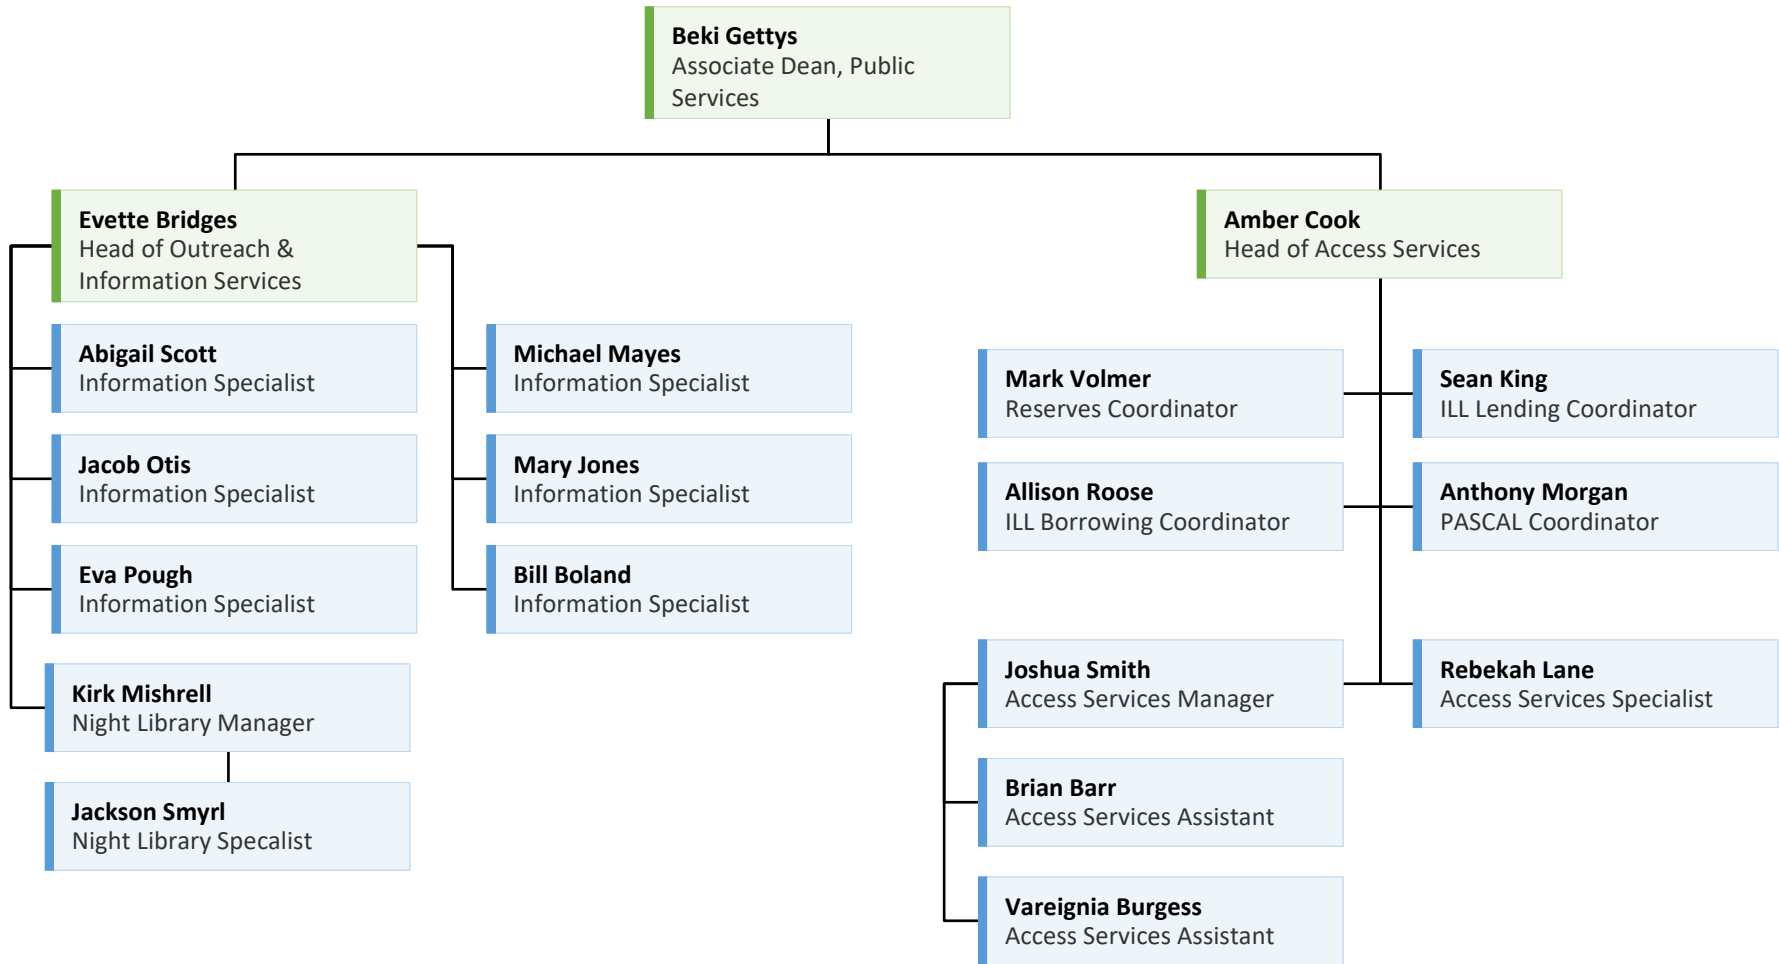 Beki Gettys
Associate Dean, Public
Services
Evette Bridges
Head of Outreach &
Information Services
Amber Cook
Head of Access Services
Abigail Scott
Information Specialist
Michael Mayes
Information Specialist
Jacob Otis
Information Specialist
Mary Jones
Information Specialist
Eva Pough
Information Specialist
Bill Boland
Information Specialist
Kirk Mishrell
Night Library Manager
Jackson Smyrl
Night Library Specalist
Mark Volmer
Reserves Coordinator
Sean King
ILL Lending Coordinator
Allison Roose
ILL Borrowing Coordinator
Anthony Morgan
PASCAL Coordinator
Joshua Smith
Access Services Manager
Rebekah Lane
Access Services Specialist
Brian Barr
Access Services Assistant
Vareignia Burgess
Access Services Assistant